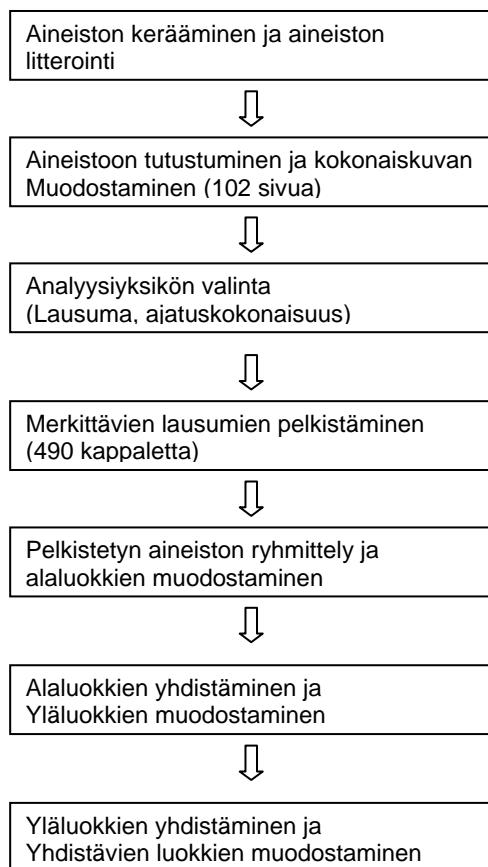 Aineiston kerääminen ja aineiston
litterointi
Aineistoon tutustuminen ja kokonaiskuvan
Muodostaminen (102 sivua)
Analyysiyksikön valinta
(Lausuma, ajatuskokonaisuus)
Merkittävien lausumien pelkistäminen
(490 kappaletta)
Pelkistetyn aineiston ryhmittely ja
alaluokkien muodostaminen
Alaluokkien yhdistäminen ja
Yläluokkien muodostaminen
Yläluokkien yhdistäminen ja
Yhdistävien luokkien muodostaminen